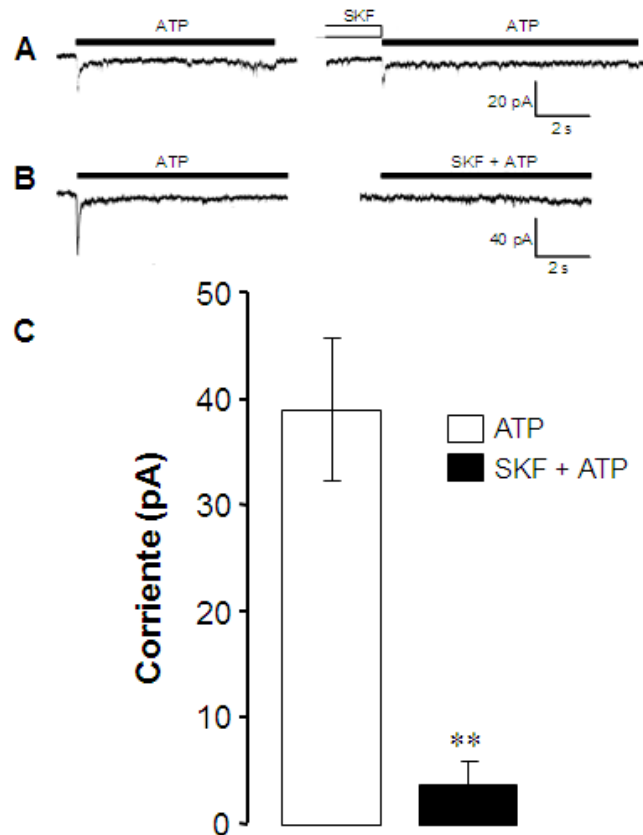 A
ATP
SKF
ATP
20 pA
2 s
B
ATP
SKF + ATP
40 pA
2 s
C
50
40
30
20
10
0
Corriente (pA)
ATP
SKF + ATP
**